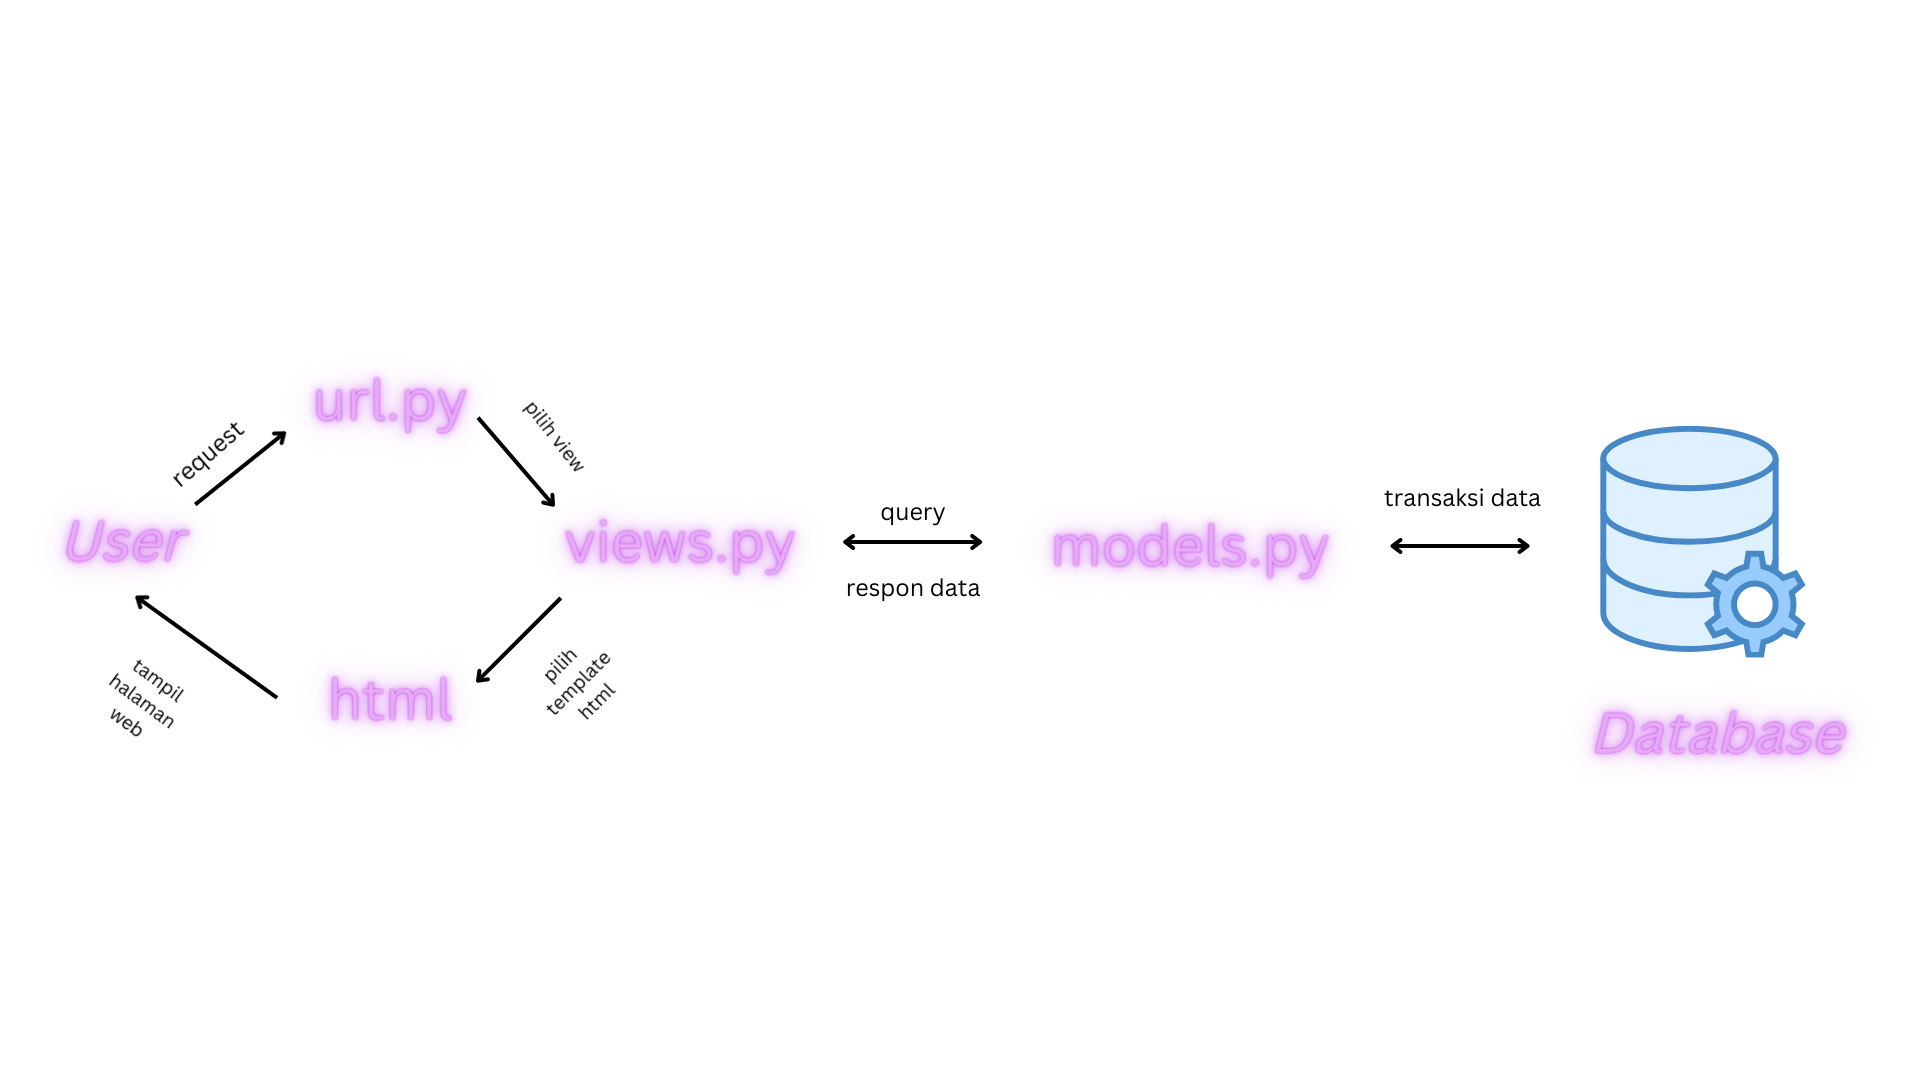 url.py
request
pilih view
User
views.py
query
respon data
models.py
transaksi data
html
tampil
halaman
web
pilih
template
html
Database